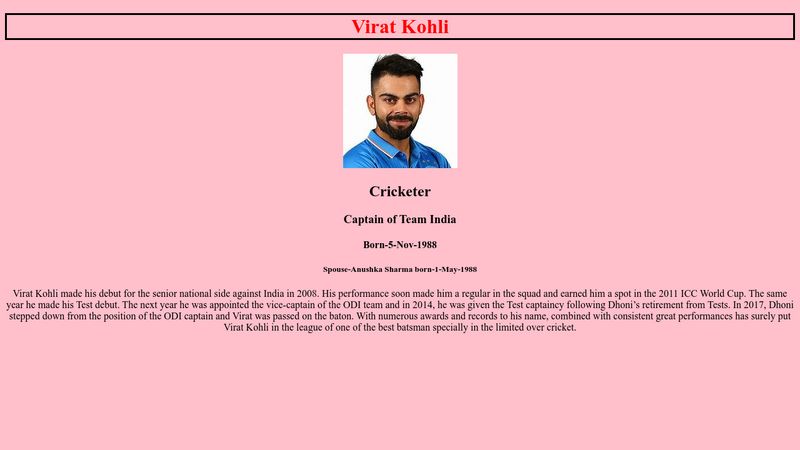 Virat Kohli
Cricketer
Captain of Team India
Born-5-Nov-1988
Spouse-Anushka Sharma born-1-May-1988
Virat Kohli made his debut for the senior national side against India in 2008. His performance soon made him a regular in the squad and earned him a spot in the 2011 ICC World Cup. The same
year he made his Test debut. The next year he was appointed the vice-captain of the ODI team and in 2014, he was given the Test captaincy following Dhoni’s retirement from Tests. In 2017, Dhoni
stepped down from the position of the ODI captain and Virat was passed on the baton. With numerous awards and records to his name, combined with consistent great performances has surely put
Virat Kohli in the league of one of the best batsman specially in the limited over cricket.